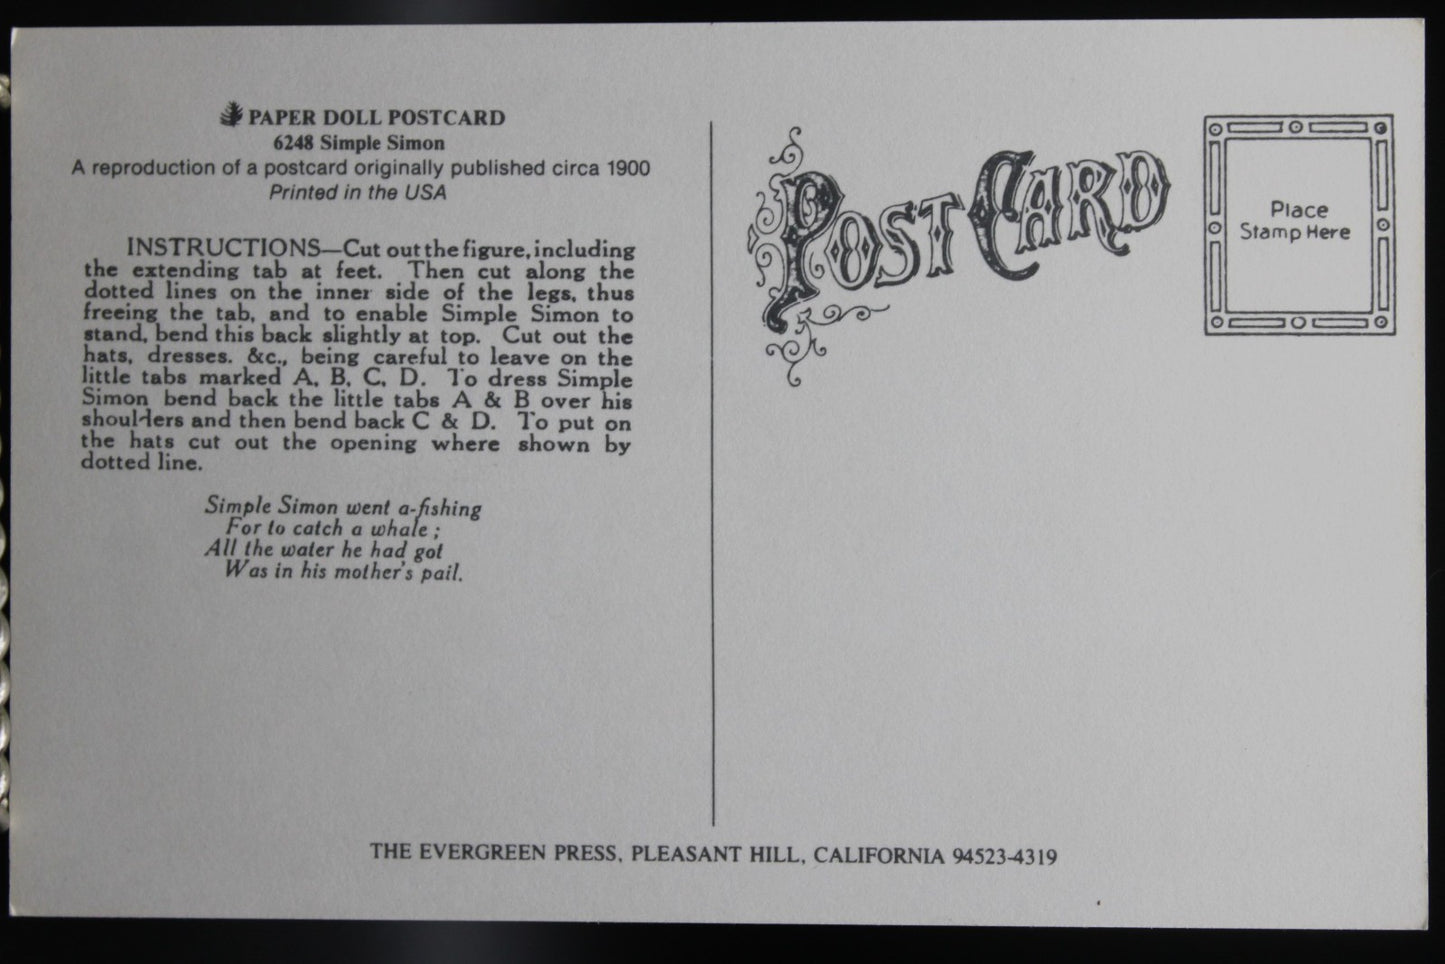 PAPER DOLL POSTCARD
6248 Simple Simon
A reproduction of a postcard originally published circa 1900
Printed in the USA
INSTRUCTIONS—Cut out the figure, including
the extending tab at feet. Then cut along the
dotted lines on the inner side of the legs, thus
freeing the tab, and to enable Simple Simon to
stand, bend this back slightly at top. Cut out the
hats, dresses. &c., being careful to leave on the
little tabs marked A, B, C, D. To dress Simple
Simon bend back the little tabs A & B over his
shoulders and then bend back C & D. To put on
the hats cut out the opening where shown by
dotted line.
Simple Simon went a-fishing
For to catch a whale;
All the water he had got
Was in his mother's pail.
POST CARD
Place
Stamp Here
THE EVERGREEN PRESS, PLEASANT HILL, CALIFORNIA 94523-4319